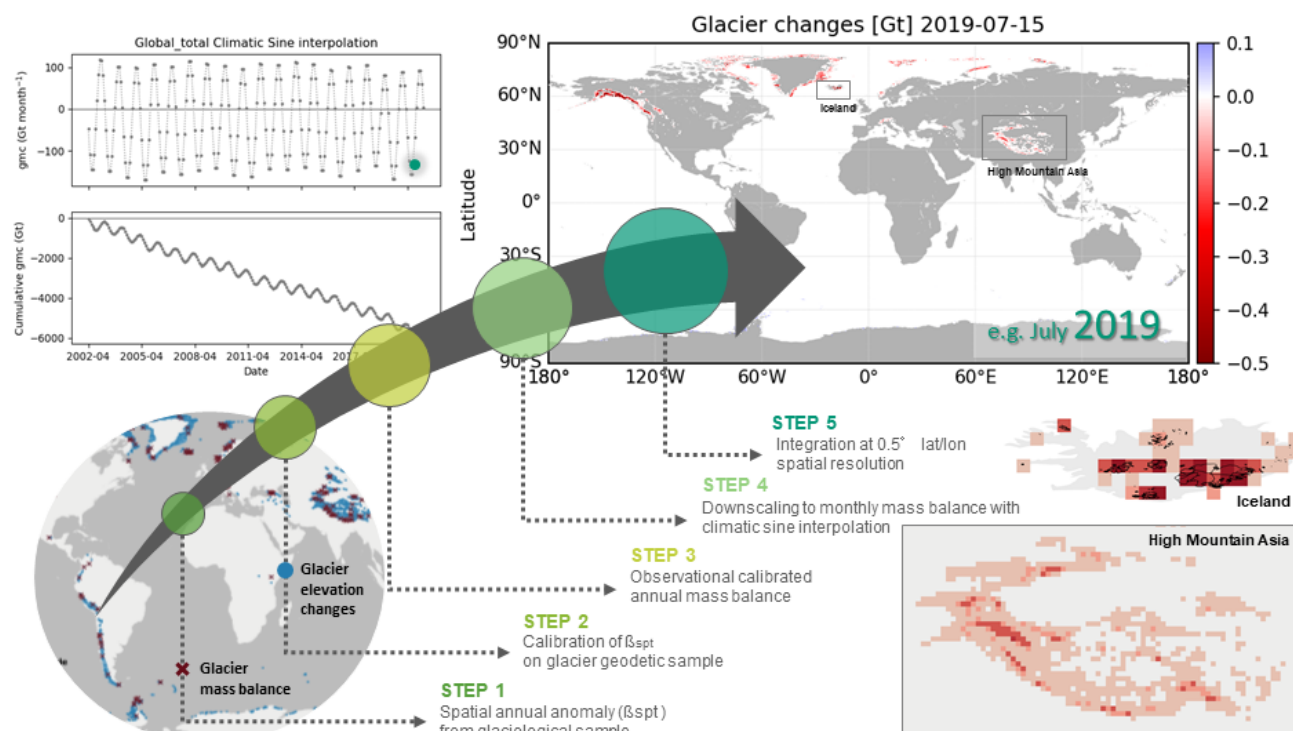 Glacier changes [Gt] 2019-07-15
Global_total Climatic Sine interpolation
gmc (Gt month⁻¹)
100
0
−100
Cumulative gmc (Gt)
0
−2000
−4000
−6000
2002-04 2005-04 2008-04 2011-04 2014-04
Date
Latitude
90°N
60°N
30°N
0°
30°S
90°S
180° 120°W 60°W 0° 60°E 120°E 180°
Iceland
High Mountain Asia
e.g. July 2019
0.1
0.0
−0.1
−0.2
−0.3
−0.4
−0.5
STEP 5
Integration at 0.5° lat/lon
spatial resolution
STEP 4
Downscaling to monthly mass balance with
climatic sine interpolation
STEP 3
Observational calibrated
annual mass balance
STEP 2
Calibration of ßspt
on glacier geodetic sample
STEP 1
Spatial annual anomaly (ßspt)
from glaciological sample
Glacier
elevation
changes
Glacier
mass balance
Iceland
High Mountain Asia